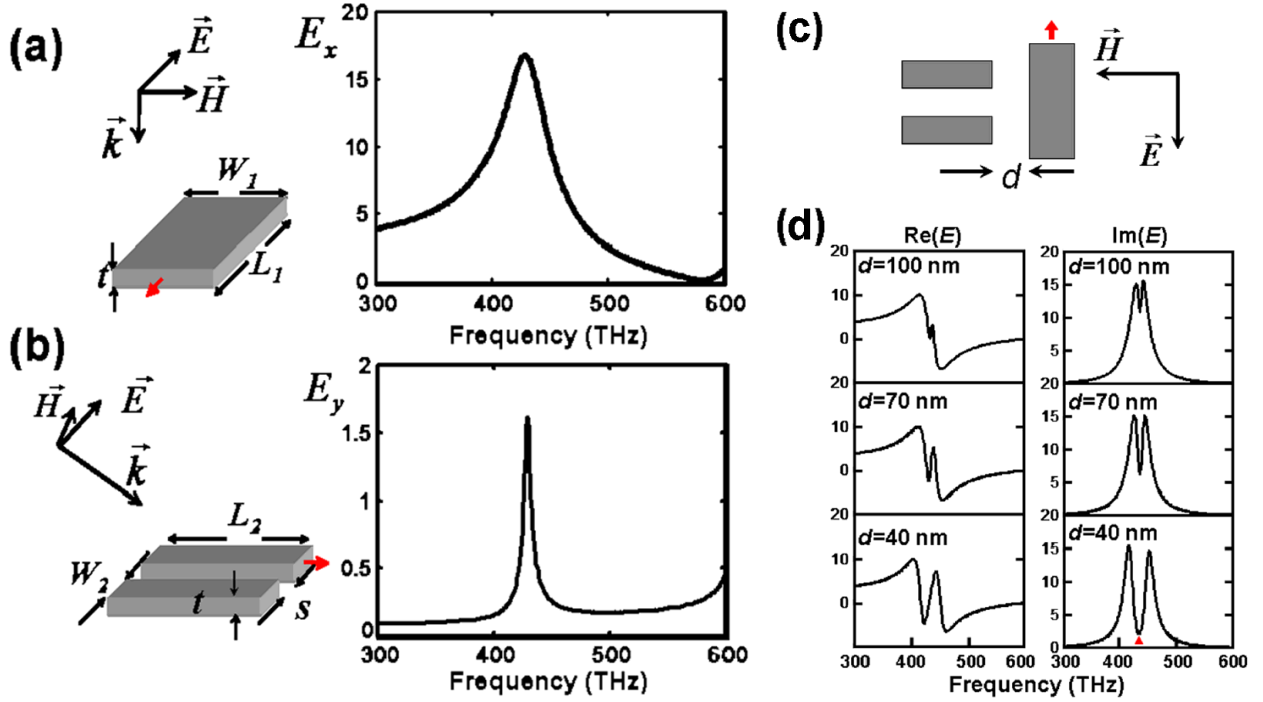 (a)
E
H
k
W1
L1
t
Ex
20
15
10
5
0
300 400 500 600
Frequency (THz)
(b)
H E
k
L2
W2
t
s
Ey
2
1.5
1
0.5
0
300 400 500 600
Frequency (THz)
(c)
H
E
d
(d)
Re(E) Im(E)
20 20
d=100 nm d=100 nm
15
10 10
0 5
20 20
d=70 nm d=70 nm
15
10 10
0 5
20 20
d=40 nm d=40 nm
15
10 10
5
0 0
300 400 500 600 300 400 500 600
Frequency (THz)